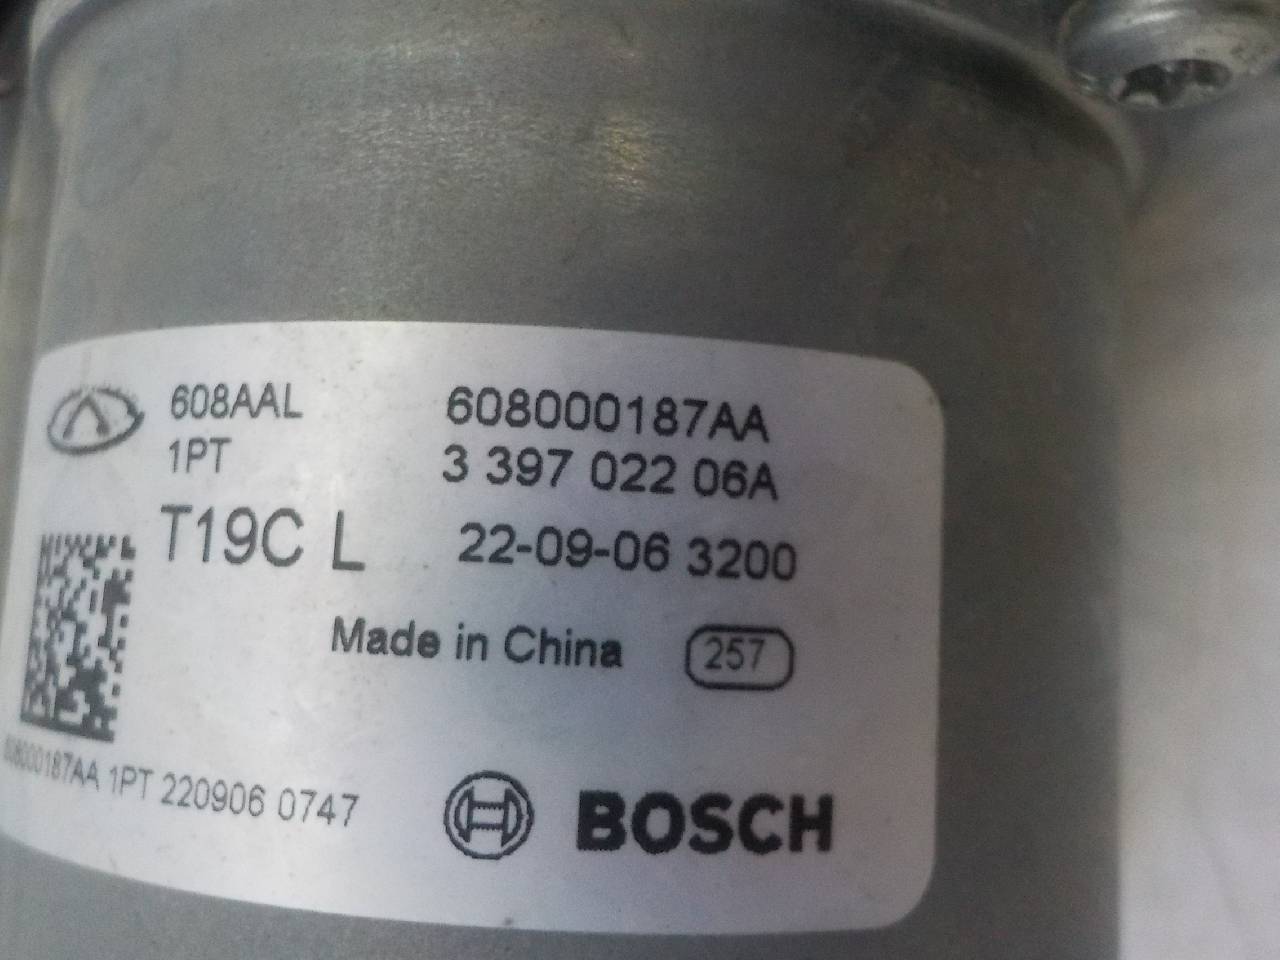 608AAL 608000187AA
1PT 3 397 022 06A
T19C L 22-09-06 3200
Made in China 257
608000187AA 1PT 220906 0747
BOSCH